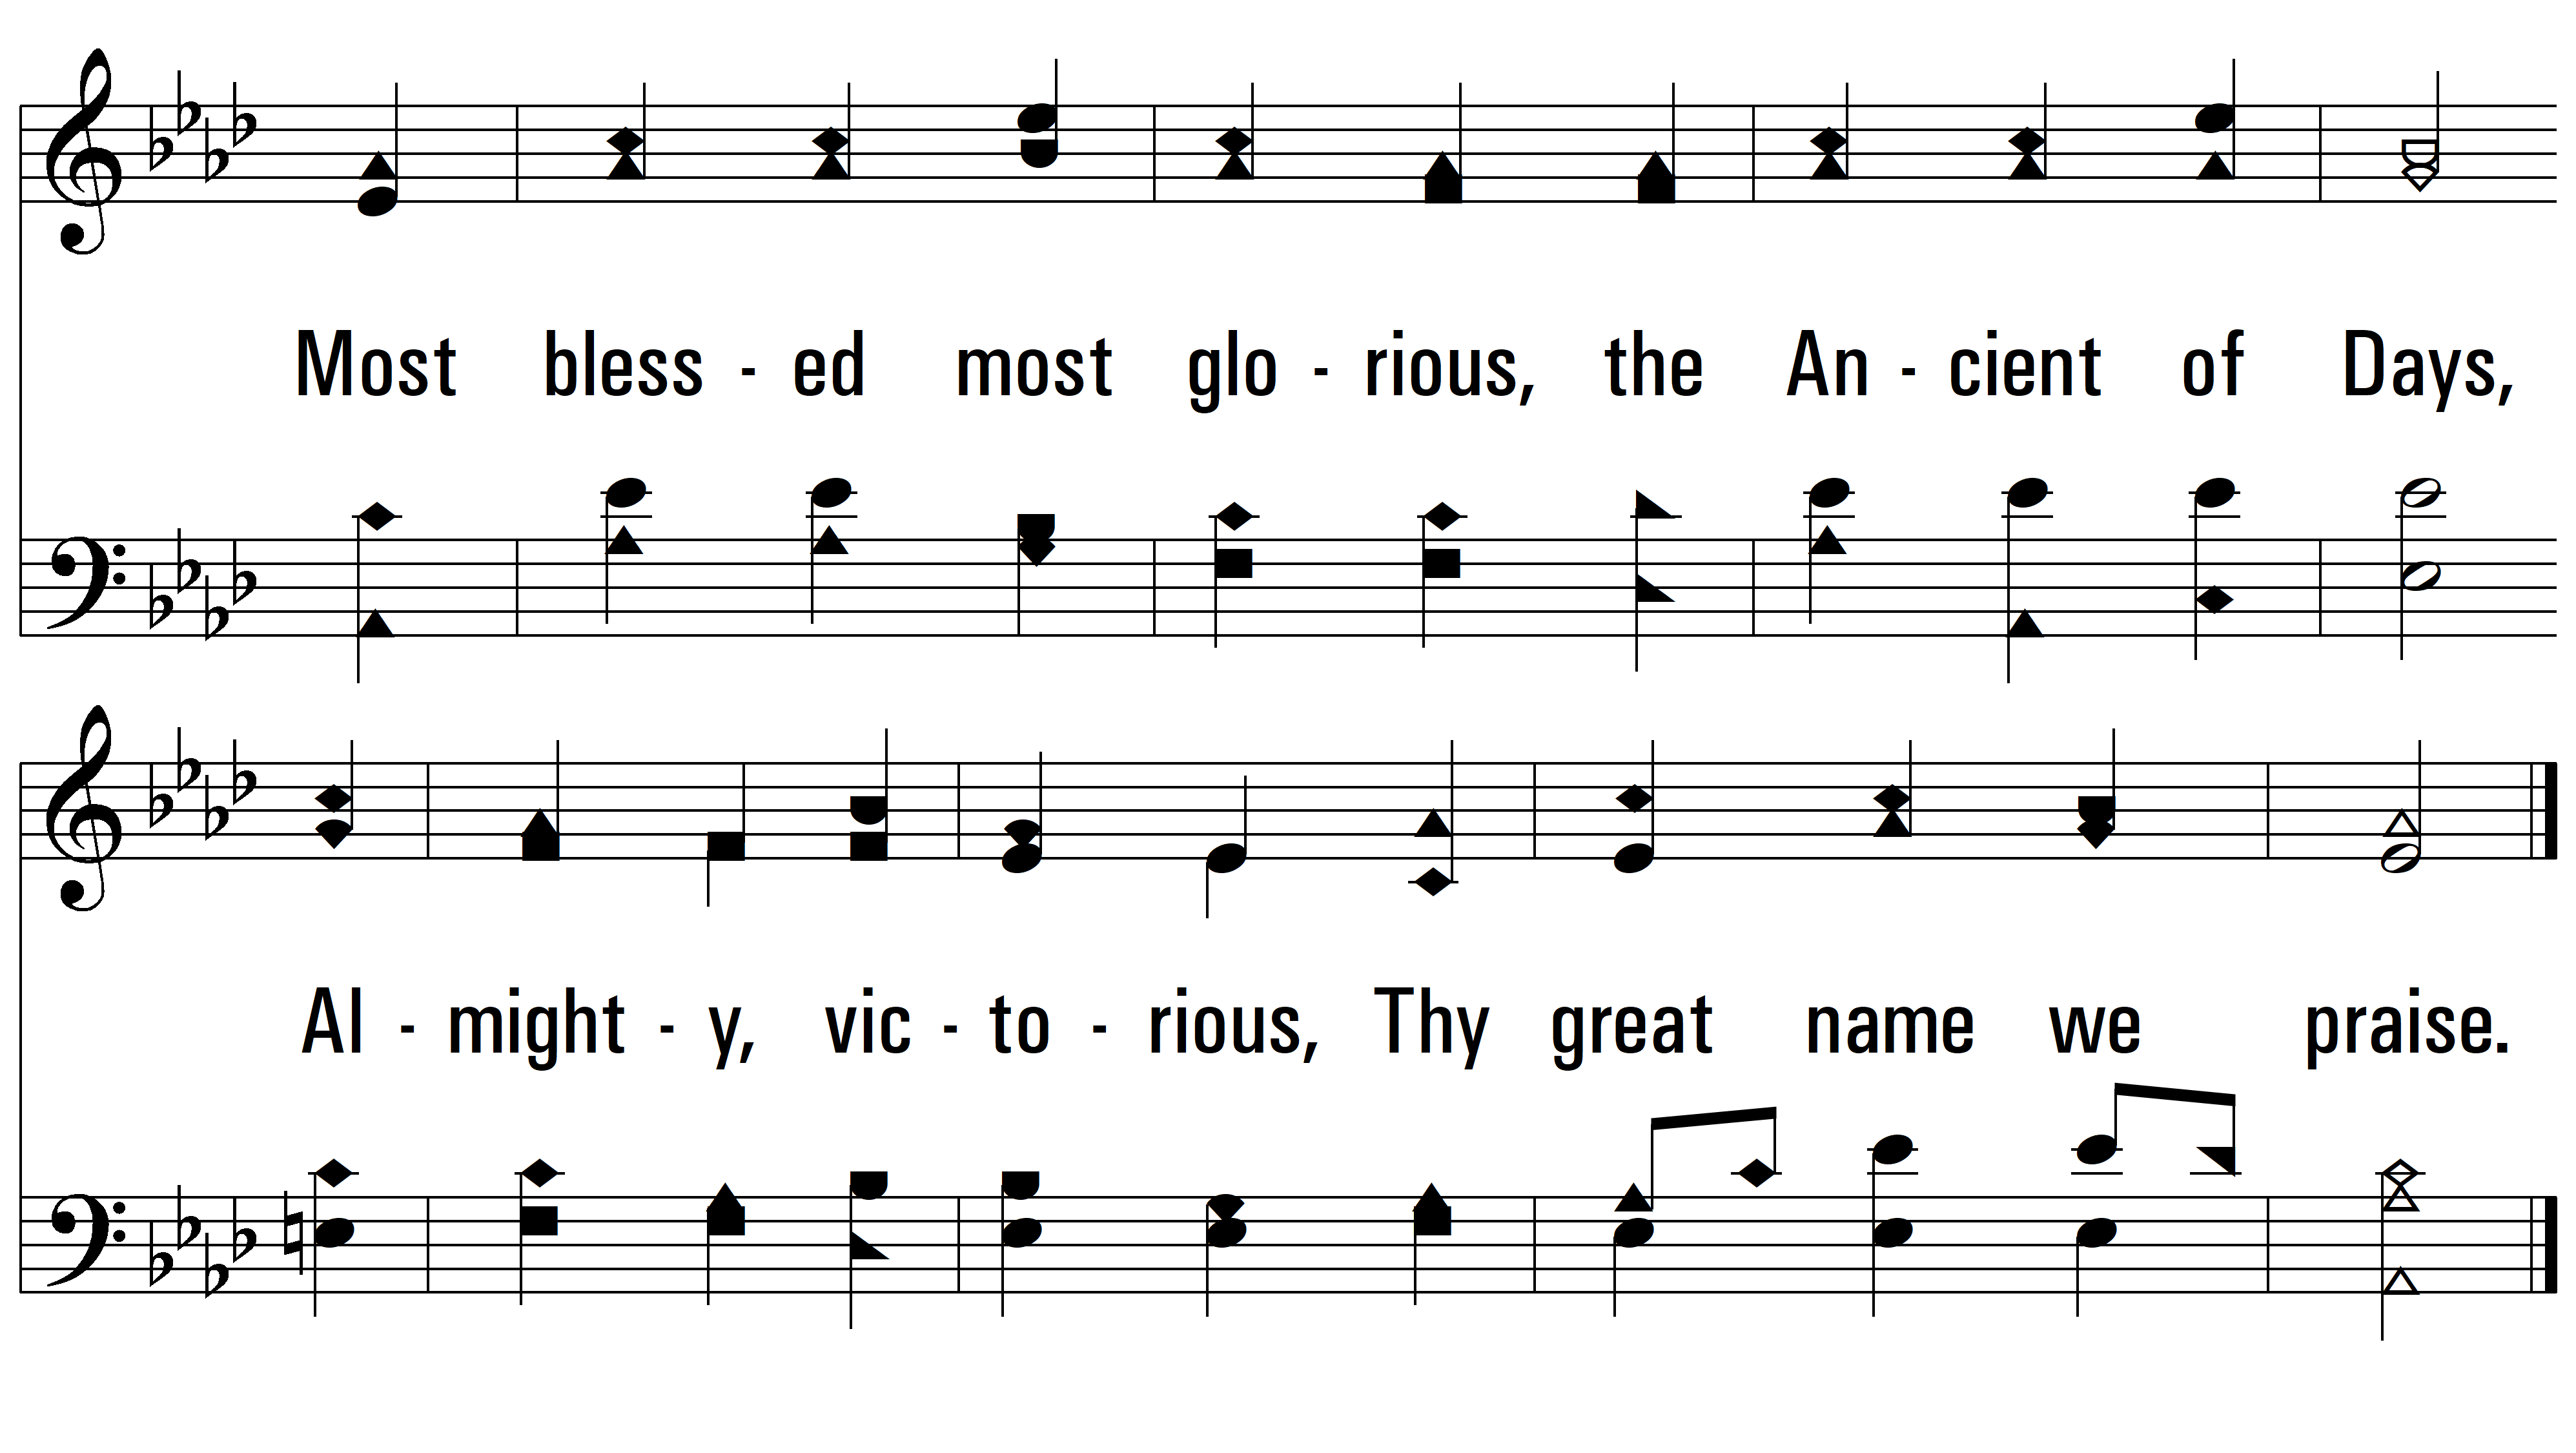 Most bless - ed most glo - rious, the An - cient of Days,
Al - might - y, vic - to - rious, Thy great name we praise.